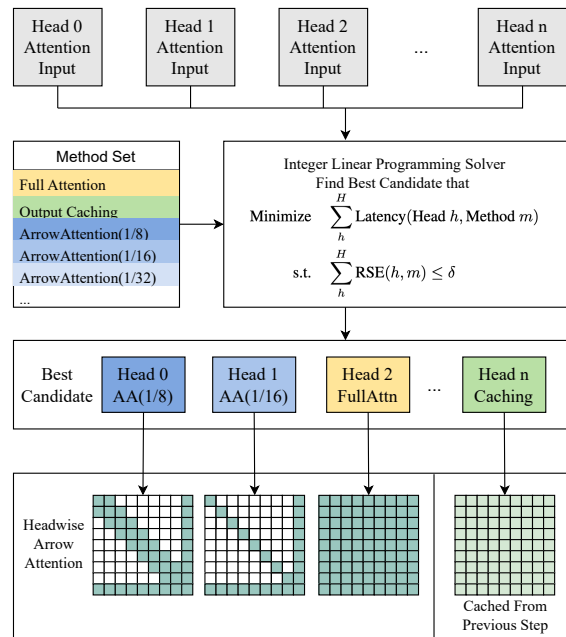 Head 0
Attention
Input
Head 1
Attention
Input
Head 2
Attention
Input
...
Head n
Attention
Input
Method Set
Full Attention
Output Caching
ArrowAttention(1/8)
ArrowAttention(1/16)
ArrowAttention(1/32)
...
Integer Linear Programming Solver
Find Best Candidate that
Minimize ∑_h^H Latency(Head h, Method m)
s.t. ∑_h^H RSE(h, m) ≤ δ
Best
Candidate
Head 0
AA(1/8)
Head 1
AA(1/16)
Head 2
FullAttn
...
Head n
Caching
Headwise
Arrow
Attention
Cached From
Previous Step